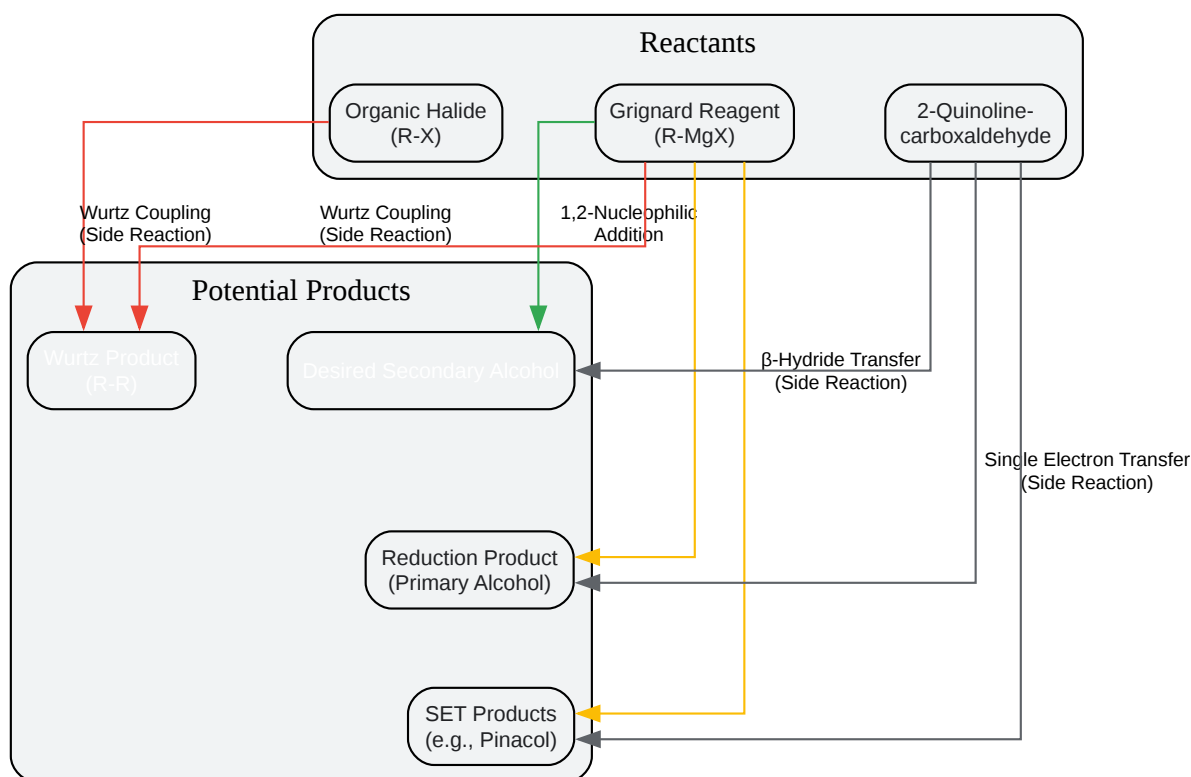 Reactants
Organic Halide
(R-X)
Grignard Reagent
(R-MgX)
2-Quinoline-
carboxaldehyde
Wurtz Coupling
(Side Reaction)
Wurtz Coupling
(Side Reaction)
1,2-Nucleophilic
Addition
Potential Products
Wurtz Product
(R-R)
Desired Secondary Alcohol
β-Hydride Transfer
(Side Reaction)
Single Electron Transfer
(Side Reaction)
Reduction Product
(Primary Alcohol)
SET Products
(e.g., Pinacol)